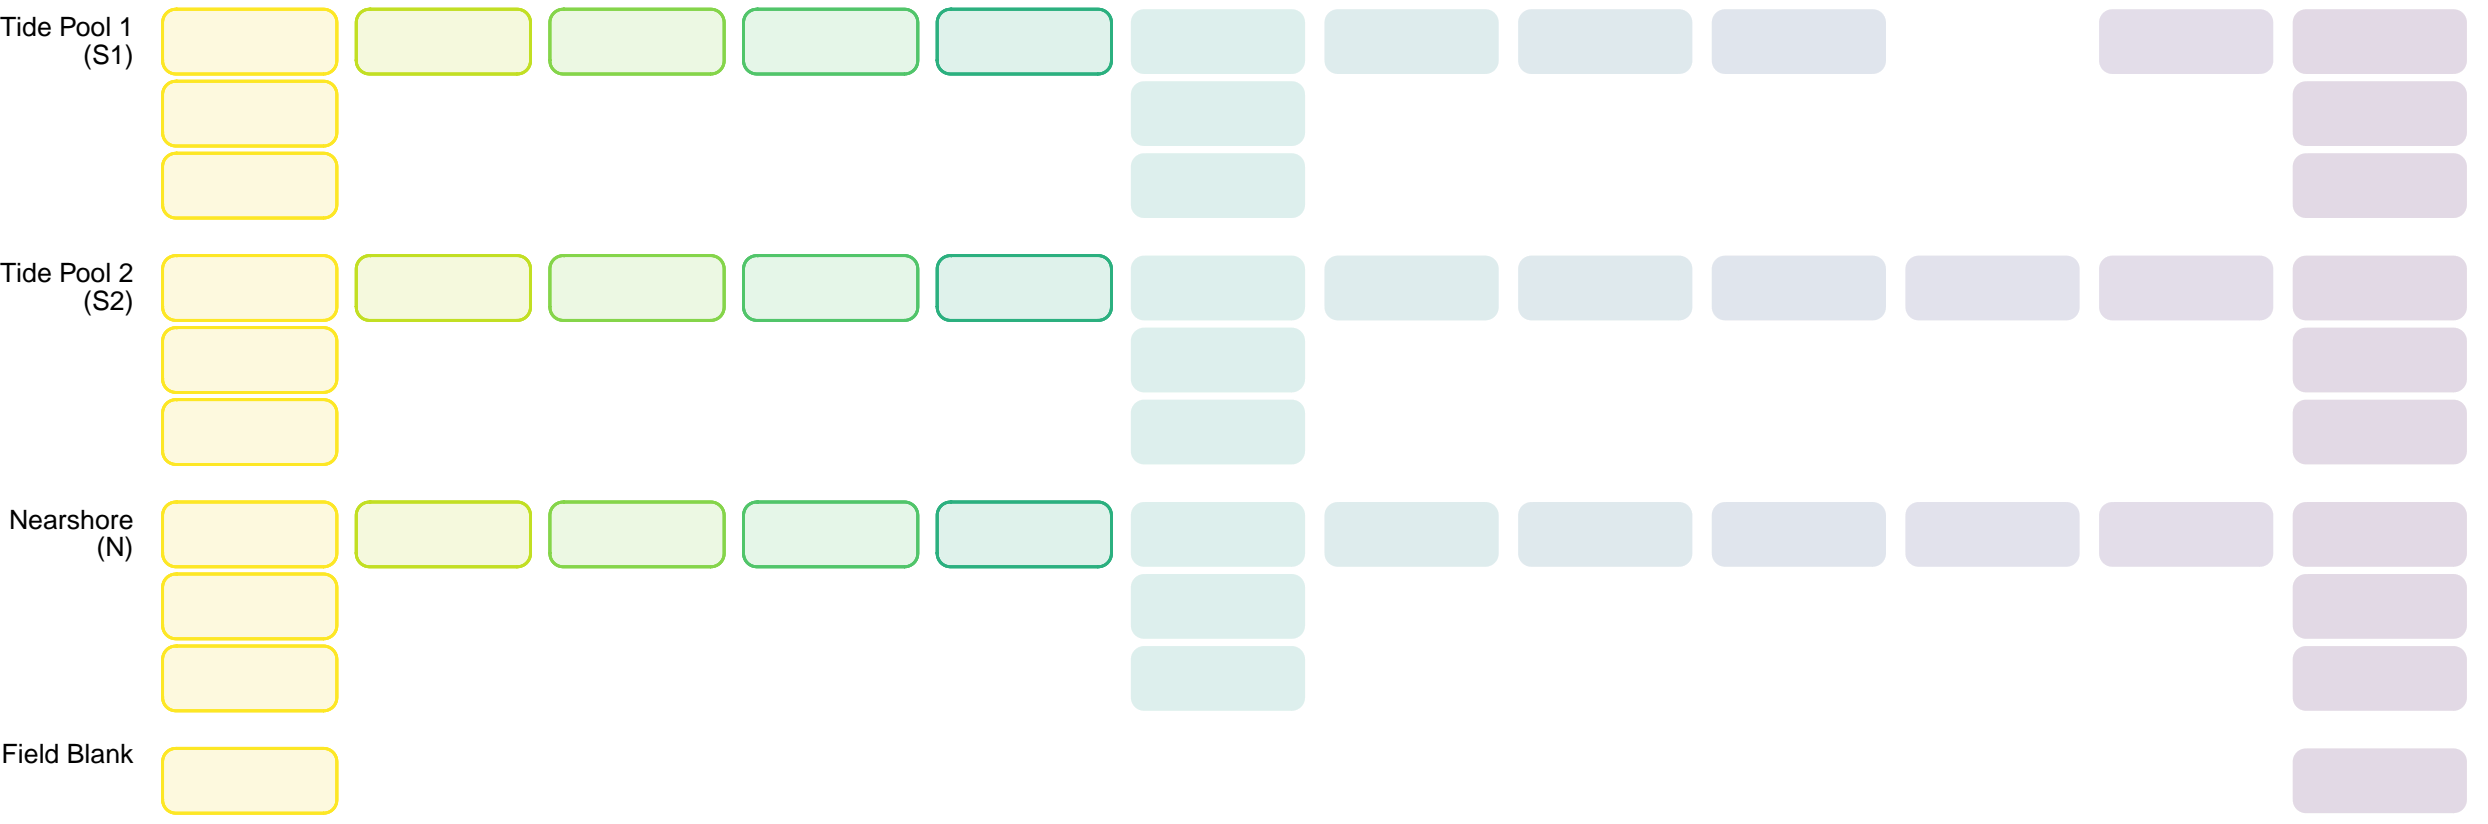 Tide Pool 1
(S1)
Tide Pool 2
(S2)
Nearshore
(N)
Field Blank